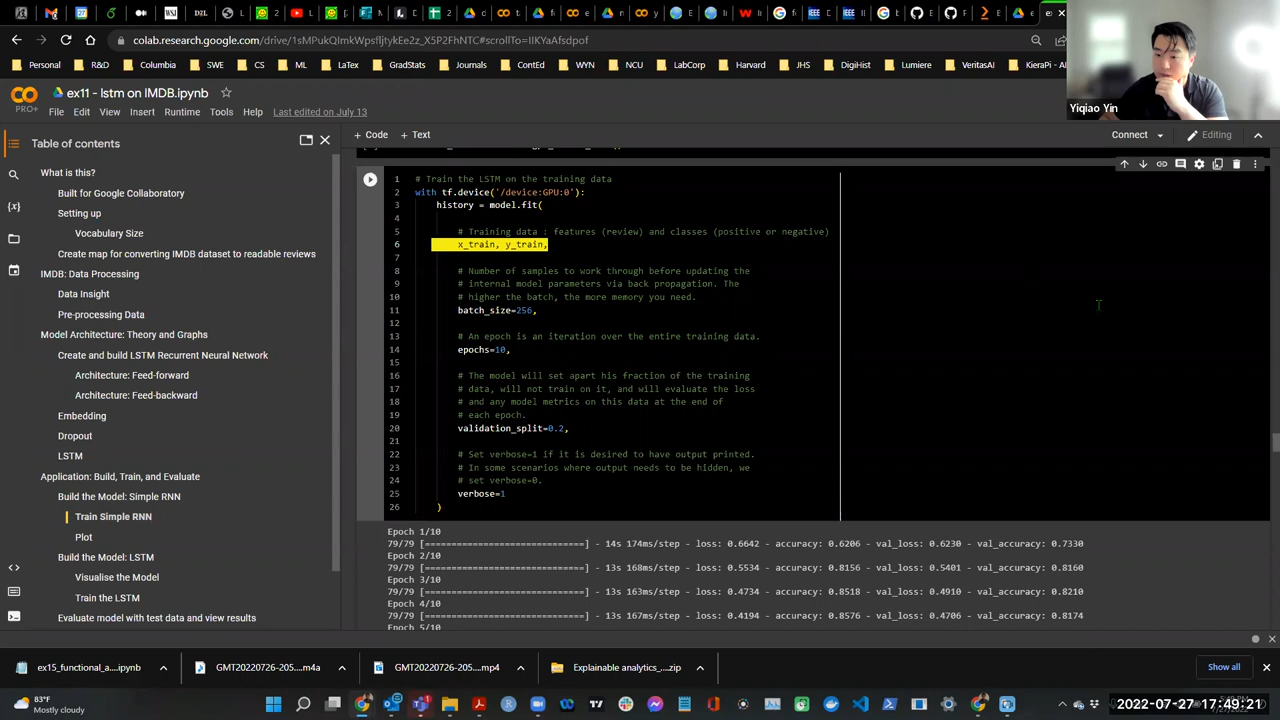 colab.research.google.com/drive/1sMPukQImkWpsfljtykEe2z_X5P2FhNTC#scrollTo=IIKYaAfsdpof
Personal R&D Columbia SWE CS ML LaTex GradStats Journals ContEd WYN NCU LabCorp Harvard JHS DigiHist Lumiere VeritasAI KieraPi - AL
Yiqiao Yin
CO PRO+ ex11 - lstm on IMDB.ipynb
File Edit View Insert Runtime Tools Help Last edited on July 13
Table of contents
+ Code + Text
Connect Editing
What is this?
Built for Google Collaboratory
Setting up
Vocabulary Size
Create map for converting IMDB dataset to readable reviews
IMDB: Data Processing
Data Insight
Pre-processing Data
Model Architecture: Theory and Graphs
Create and build LSTM Recurrent Neural Network
Architecture: Feed-forward
Architecture: Feed-backward
Embedding
Dropout
LSTM
Application: Build, Train, and Evaluate
Build the Model: Simple RNN
Train Simple RNN
Plot
Build the Model: LSTM
Visualise the Model
Train the LSTM
Evaluate model with test data and view results
1 # Train the LSTM on the training data
2 with tf.device('/device:GPU:0'):
3 history = model.fit(
4
5 # Training data : features (review) and classes (positive or negative)
6 x_train, y_train,
7
8 # Number of samples to work through before updating the
9 # internal model parameters via back propagation. The
10 # higher the batch, the more memory you need.
11 batch_size=256,
12
13 # An epoch is an iteration over the entire training data.
14 epochs=10,
15
16 # The model will set apart his fraction of the training
17 # data, will not train on it, and will evaluate the loss
18 # and any model metrics on this data at the end of
19 # each epoch.
20 validation_split=0.2,
21
22 # Set verbose=1 if it is desired to have output printed.
23 # In some scenarios where output needs to be hidden, we
24 # set verbose=0.
25 verbose=1
26 )
Epoch 1/10
79/79 [==============================] - 14s 174ms/step - loss: 0.6642 - accuracy: 0.6206 - val_loss: 0.6230 - val_accuracy: 0.7330
Epoch 2/10
79/79 [==============================] - 13s 168ms/step - loss: 0.5534 - accuracy: 0.8156 - val_loss: 0.5401 - val_accuracy: 0.8160
Epoch 3/10
79/79 [==============================] - 13s 163ms/step - loss: 0.4734 - accuracy: 0.8518 - val_loss: 0.4910 - val_accuracy: 0.8210
Epoch 4/10
79/79 [==============================] - 13s 167ms/step - loss: 0.4194 - accuracy: 0.8576 - val_loss: 0.4706 - val_accuracy: 0.8174
Epoch 5/10
ex15_functional_a....ipynb GMT20220726-205....m4a GMT20220726-205....mp4 Explainable analytics_....zip Show all
83°F
Mostly cloudy
2022-07-27 17:49:21